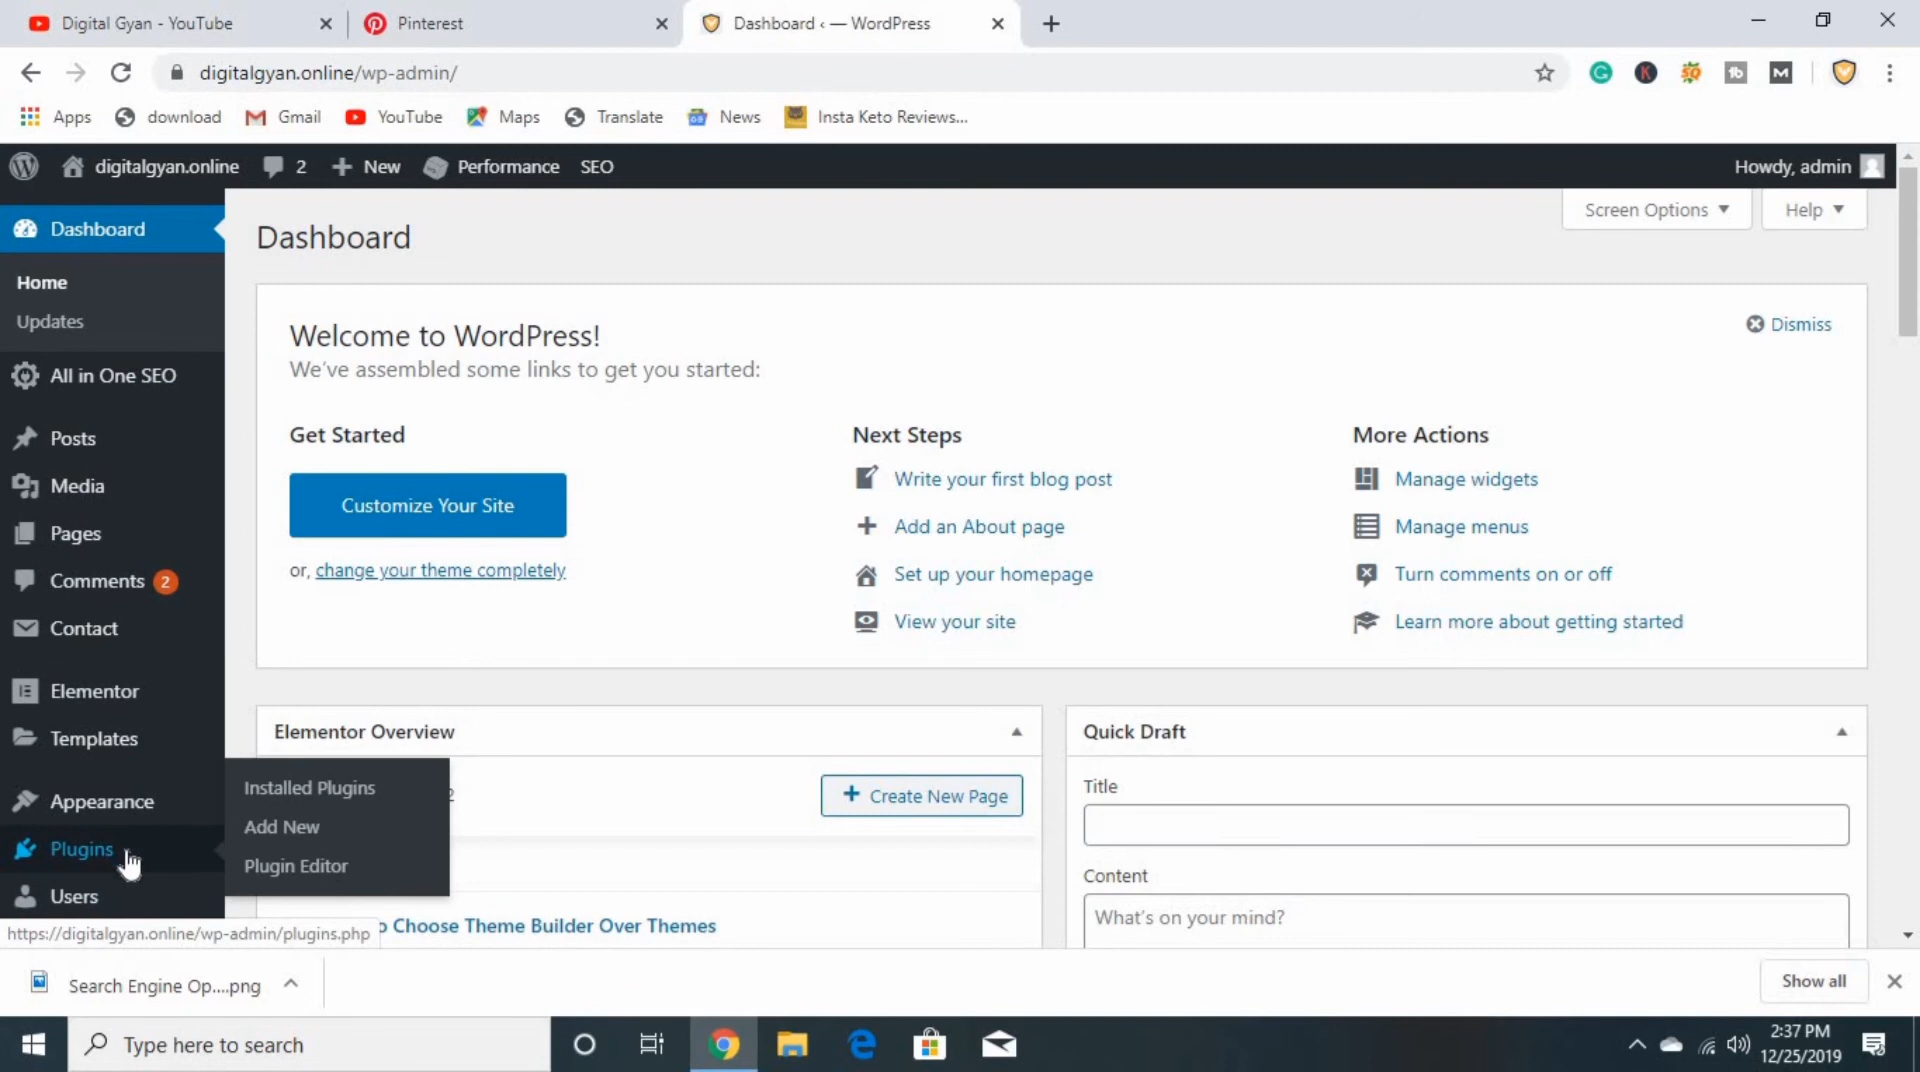 Digital Gyan - YouTube
Pinterest
Dashboard ‹ — WordPress
digitalgyan.online/wp-admin/
Apps
download
Gmail
YouTube
Maps
Translate
News
Insta Keto Reviews...
digitalgyan.online
2
New
Performance
SEO
Howdy, admin
Dashboard
Home
Updates
All in One SEO
Posts
Media
Pages
Comments 2
Contact
Elementor
Templates
Appearance
Plugins
Users
Installed Plugins
Add New
Plugin Editor
https://digitalgyan.online/wp-admin/plugins.php
Screen Options
Help
Dashboard
Welcome to WordPress!
We've assembled some links to get you started:
Dismiss
Get Started
Customize Your Site
or, change your theme completely
Next Steps
Write your first blog post
Add an About page
Set up your homepage
View your site
More Actions
Manage widgets
Manage menus
Turn comments on or off
Learn more about getting started
Elementor Overview
Create New Page
Choose Theme Builder Over Themes
Quick Draft
Title
Content
What's on your mind?
Search Engine Op....png
Show all
Type here to search
2:37 PM
12/25/2019